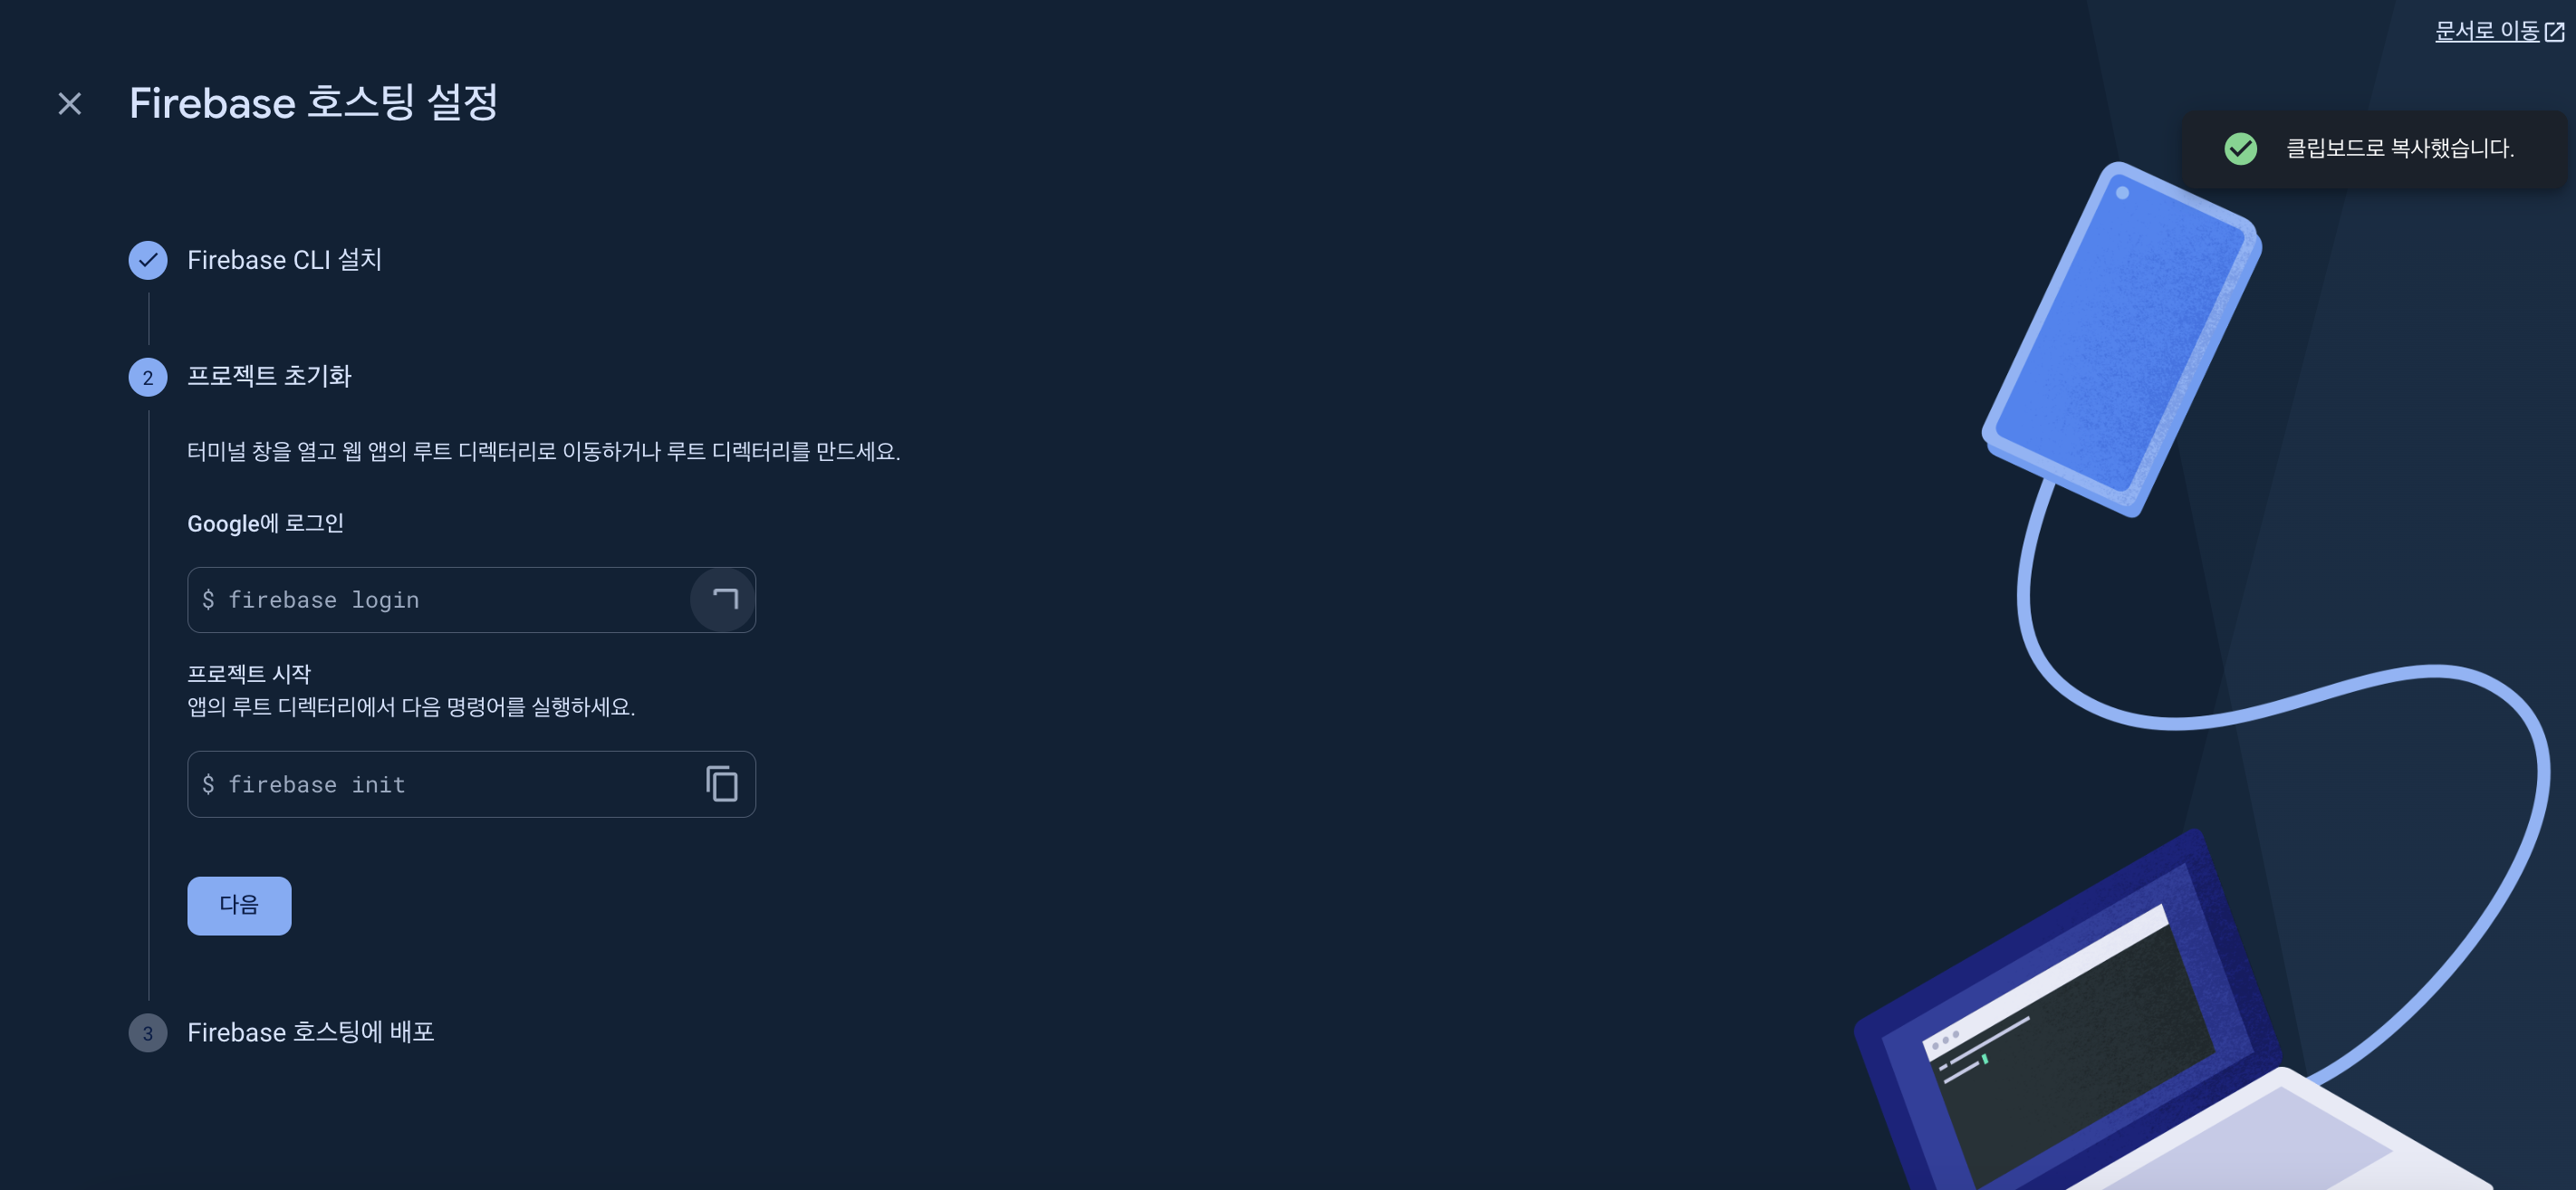 문서로 이동
Firebase 호스팅 설정
클립보드로 복사했습니다.
Firebase CLI 설치
2
프로젝트 초기화
터미널 창을 열고 웹 앱의 루트 디렉터리로 이동하거나 루트 디렉터리를 만드세요.
Google에 로그인
$ firebase login
프로젝트 시작
앱의 루트 디렉터리에서 다음 명령어를 실행하세요.
$ firebase init
다음
3
Firebase 호스팅에 배포